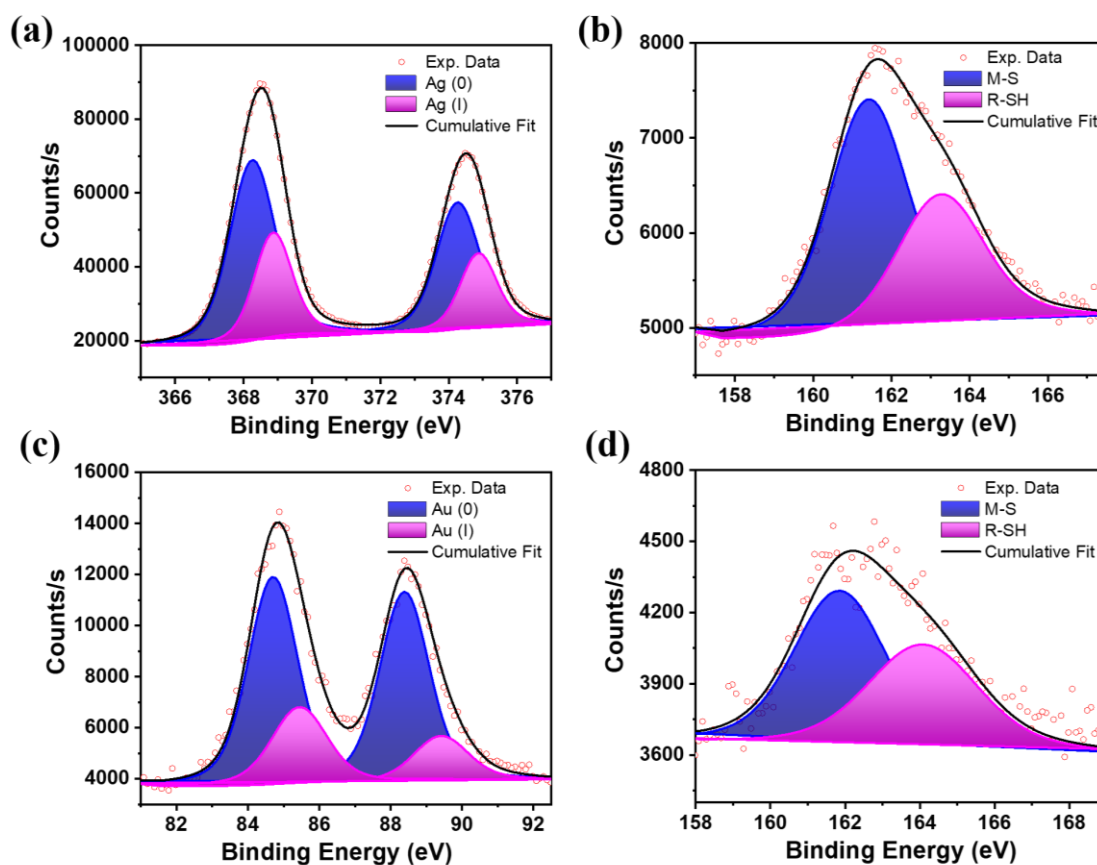 (a)
100000
80000
60000
40000
20000
Counts/s
Exp. Data
Ag (0)
Ag (I)
Cumulative Fit
366 368 370 372 374 376
Binding Energy (eV)
(b)
8000
7000
6000
5000
Counts/s
Exp. Data
M-S
R-SH
Cumulative Fit
158 160 162 164 166
Binding Energy (eV)
(c)
16000
14000
12000
10000
8000
6000
4000
Counts/s
Exp. Data
Au (0)
Au (I)
Cumulative Fit
82 84 86 88 90 92
Binding Energy (eV)
(d)
4800
4500
4200
3900
3600
Counts/s
Exp. Data
M-S
R-SH
Cumulative Fit
158 160 162 164 166 168
Binding Energy (eV)